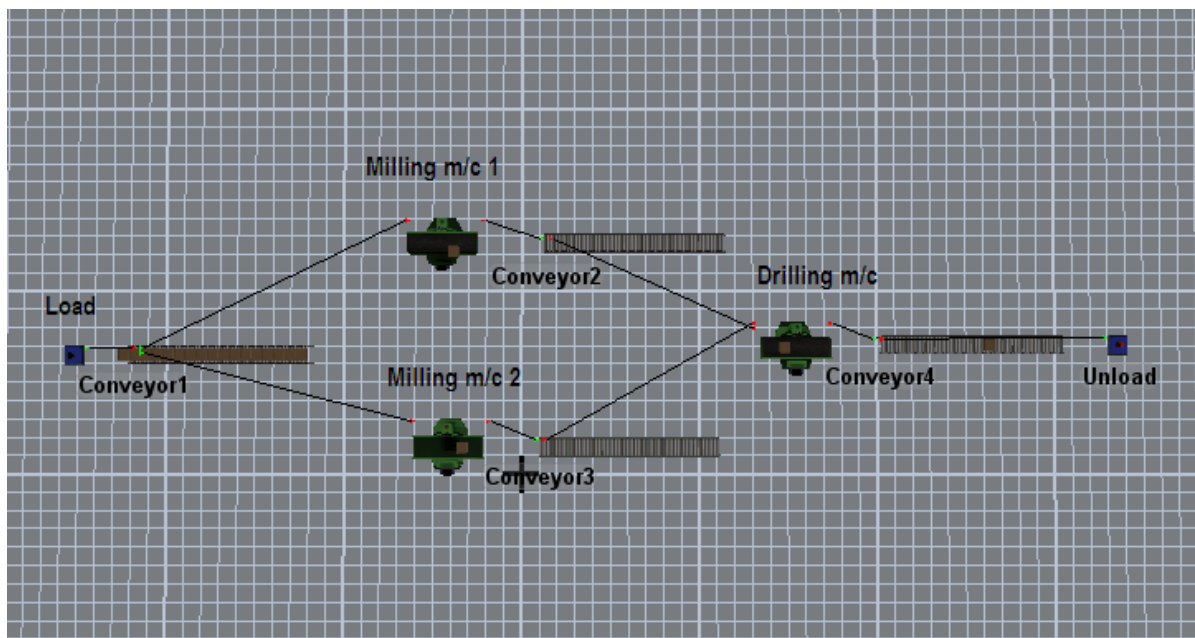 Milling m/c 1
Conveyor2
Drilling m/c
Load
Conveyor1
Milling m/c 2
Conveyor4
Unload
Conveyor3